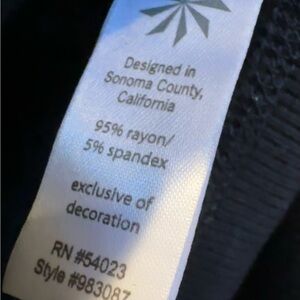 Designed in
Sonoma County,
California
95% rayon/
5% spandex
exclusive of
decoration
RN #54023
Style #983087